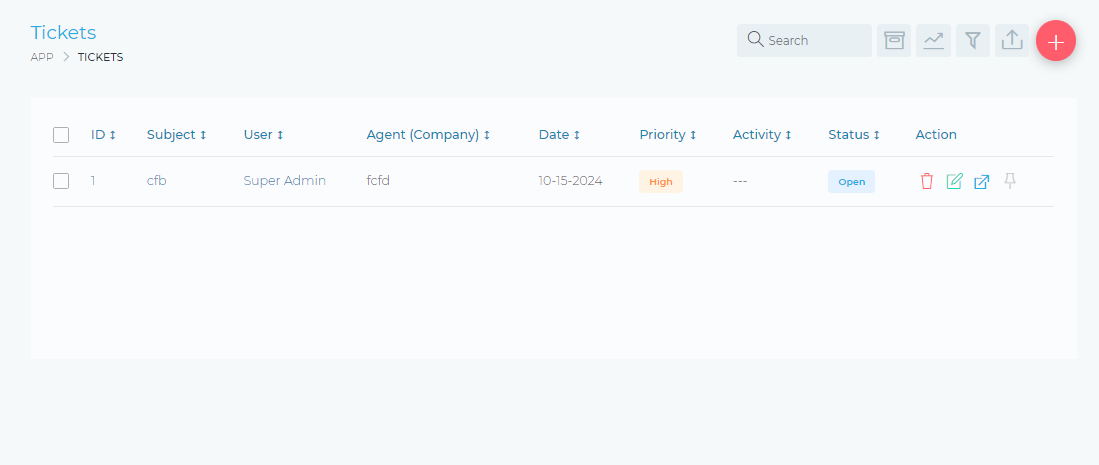 Tickets
APP > TICKETS
Search
ID Subject User Agent (Company) Date Priority Activity Status Action
1 cfb Super Admin fcfd 10-15-2024 High --- Open